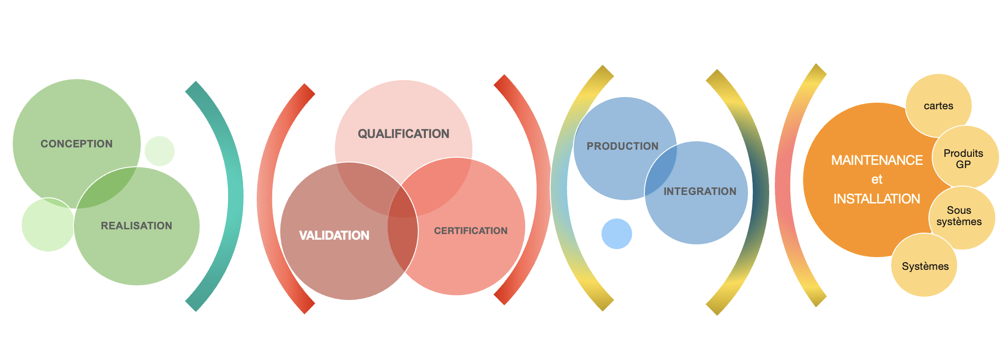 CONCEPTION
REALISATION
QUALIFICATION
VALIDATION
CERTIFICATION
PRODUCTION
INTEGRATION
MAINTENANCE
et
INSTALLATION
cartes
Produits
GP
Sous
systèmes
Systèmes